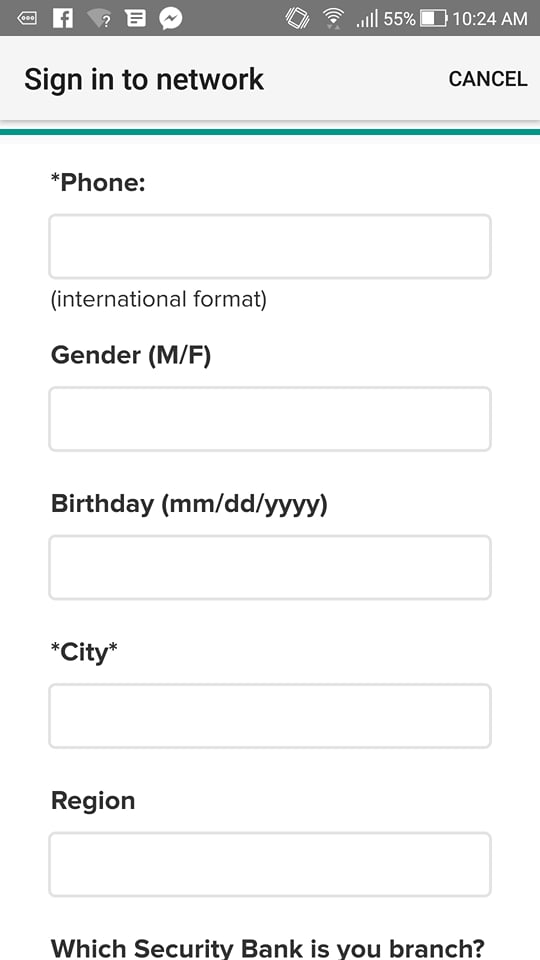 55% 10:24 AM
Sign in to network CANCEL
*Phone:
(international format)
Gender (M/F)
Birthday (mm/dd/yyyy)
*City*
Region
Which Security Bank is you branch?